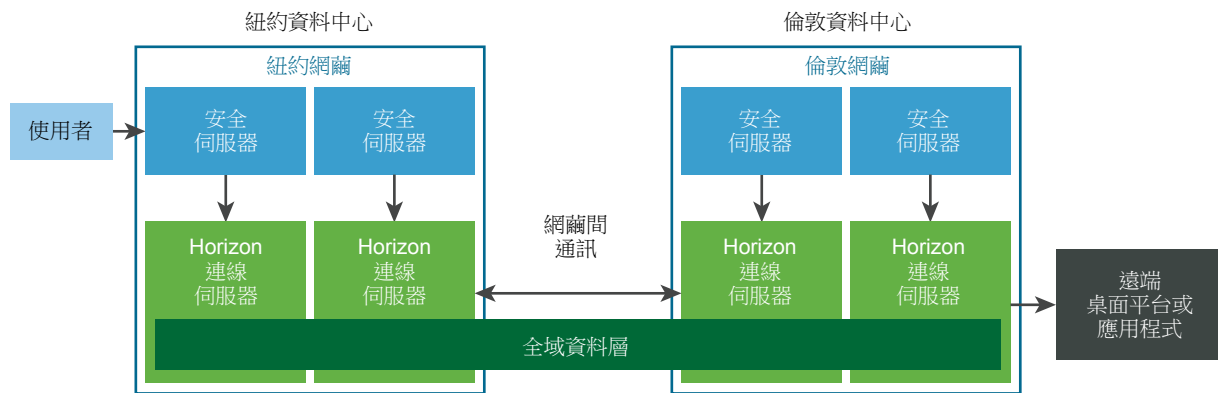 紐約資料中心
倫敦資料中心
紐約網繭
倫敦網繭
使用者
安全
伺服器
安全
伺服器
安全
伺服器
安全
伺服器
網繭間
通訊
Horizon
連線
伺服器
Horizon
連線
伺服器
Horizon
連線
伺服器
Horizon
連線
伺服器
遠端
桌面平台或
應用程式
全域資料層